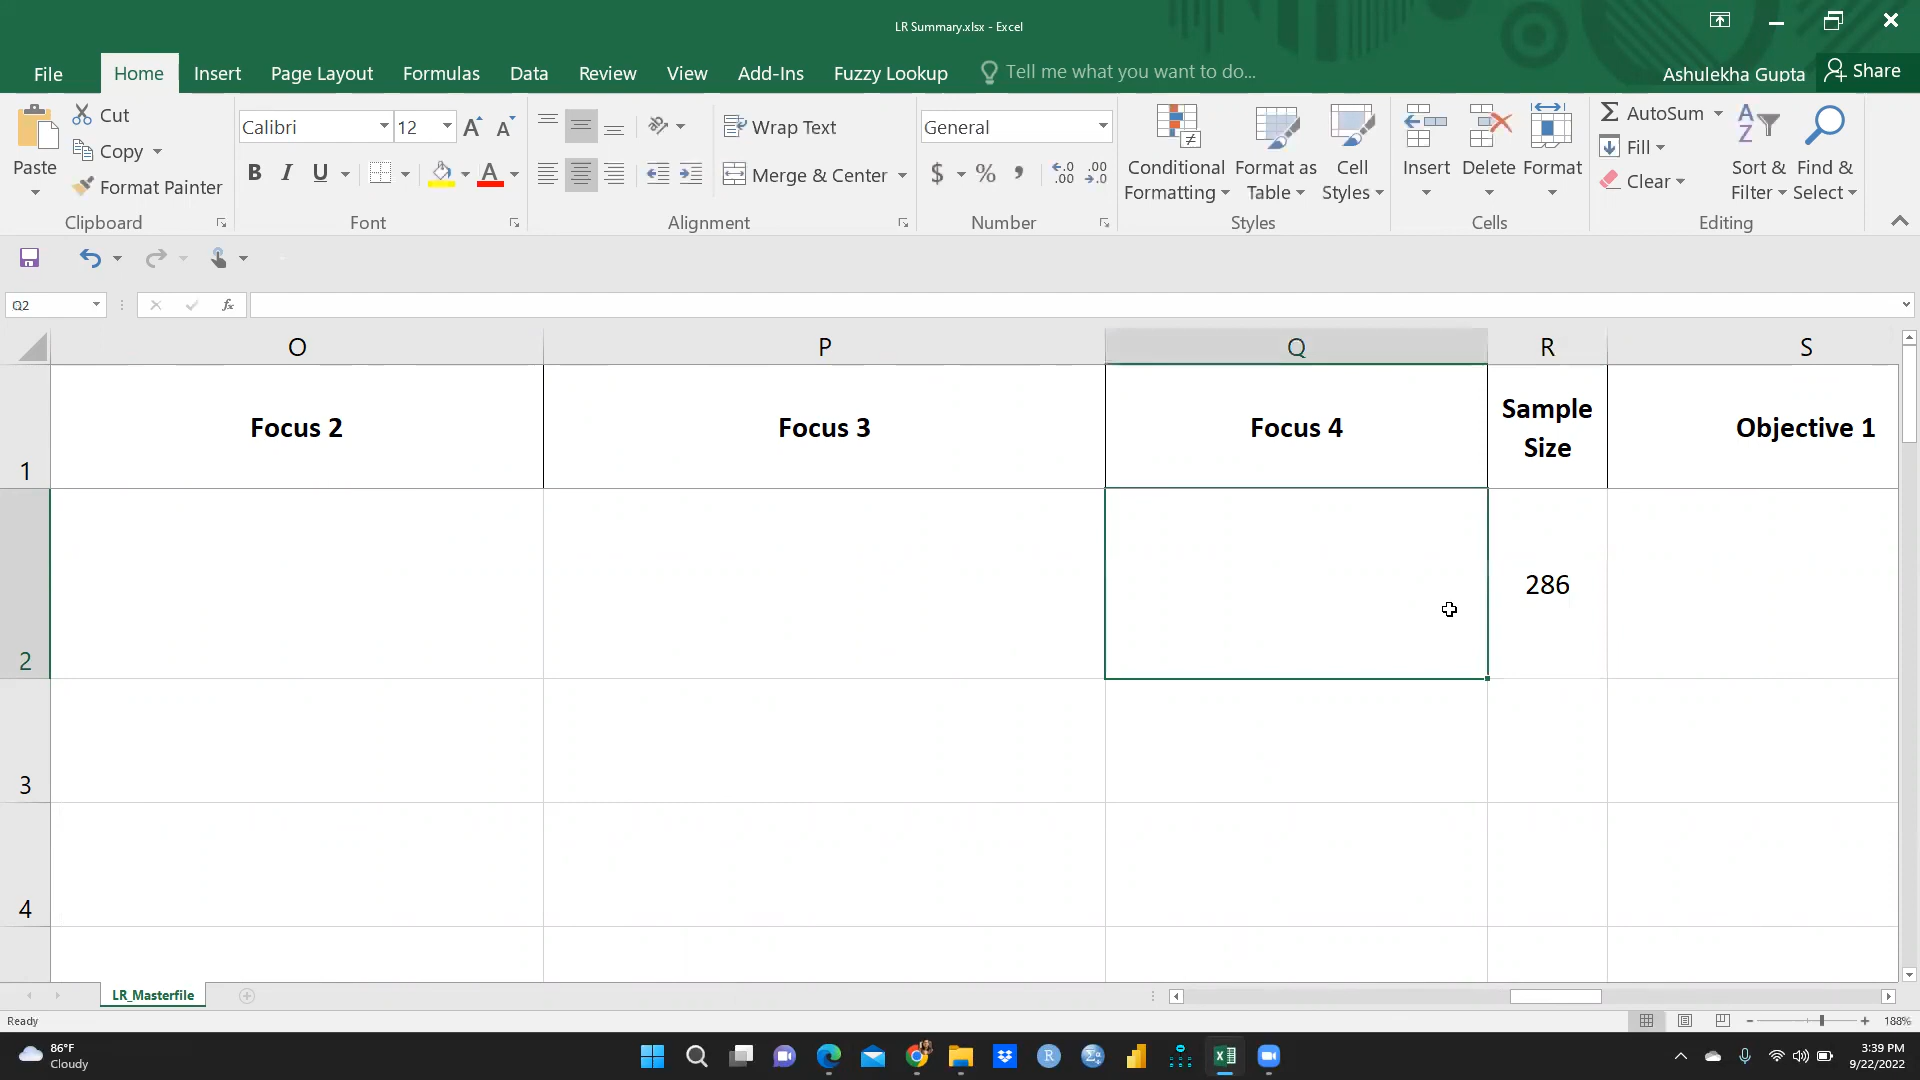 LR Summary.xlsx - Excel
File
Home
Insert
Page Layout
Formulas
Data
Review
View
Add-Ins
Fuzzy Lookup
Tell me what you want to do...
Ashulekha Gupta
Share
Paste
Cut
Copy
Format Painter
Clipboard
Calibri
12
A A
B I U
A
Font
Wrap Text
Merge & Center
Alignment
General
$ % ,
Number
Conditional
Formatting
Format as
Table
Cell
Styles
Styles
Insert
Delete
Format
Cells
AutoSum
Fill
Clear
Sort &
Filter
Find &
Select
Editing
Q2
fx
O
P
Q
R
S
1
Focus 2
Focus 3
Focus 4
Sample
Size
Objective 1
2
286
3
4
LR_Masterfile
Ready
188%
86°F
Cloudy
3:39 PM
9/22/2022